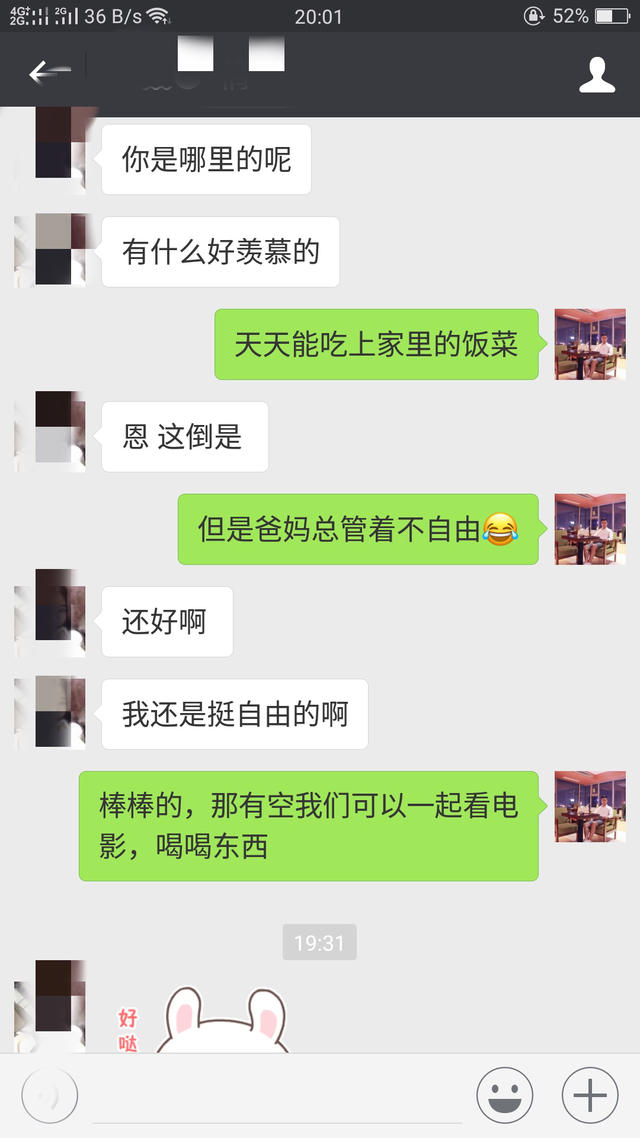 4G+ 2G 2G 36 B/s 20:01 52%
你是哪里的呢
有什么好羡慕的
天天能吃上家里的饭菜
恩 这倒是
但是爸妈总管着不自由😂
还好啊
我还是挺自由的啊
棒棒的，那有空我们可以一起看电
影，喝喝东西
19:31
好
哒